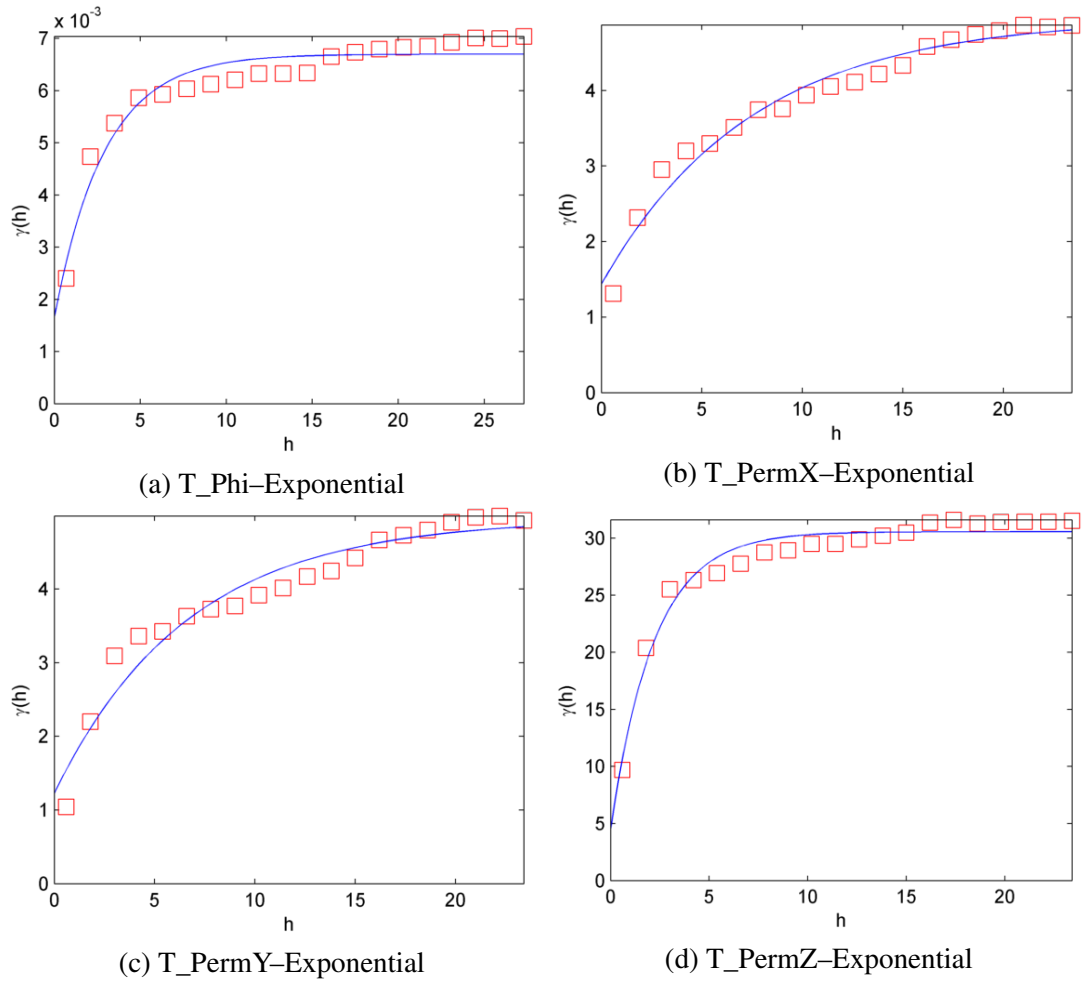 x 10⁻³
7
6
5
4
3
2
1
0
γ(h)
0 5 10 15 20 25
h
(a) T_Phi–Exponential
4
3
2
1
0
γ(h)
0 5 10 15 20
h
(b) T_PermX–Exponential
4
3
2
1
0
γ(h)
0 5 10 15 20
h
(c) T_PermY–Exponential
30
25
20
15
10
5
0
γ(h)
0 5 10 15 20
h
(d) T_PermZ–Exponential